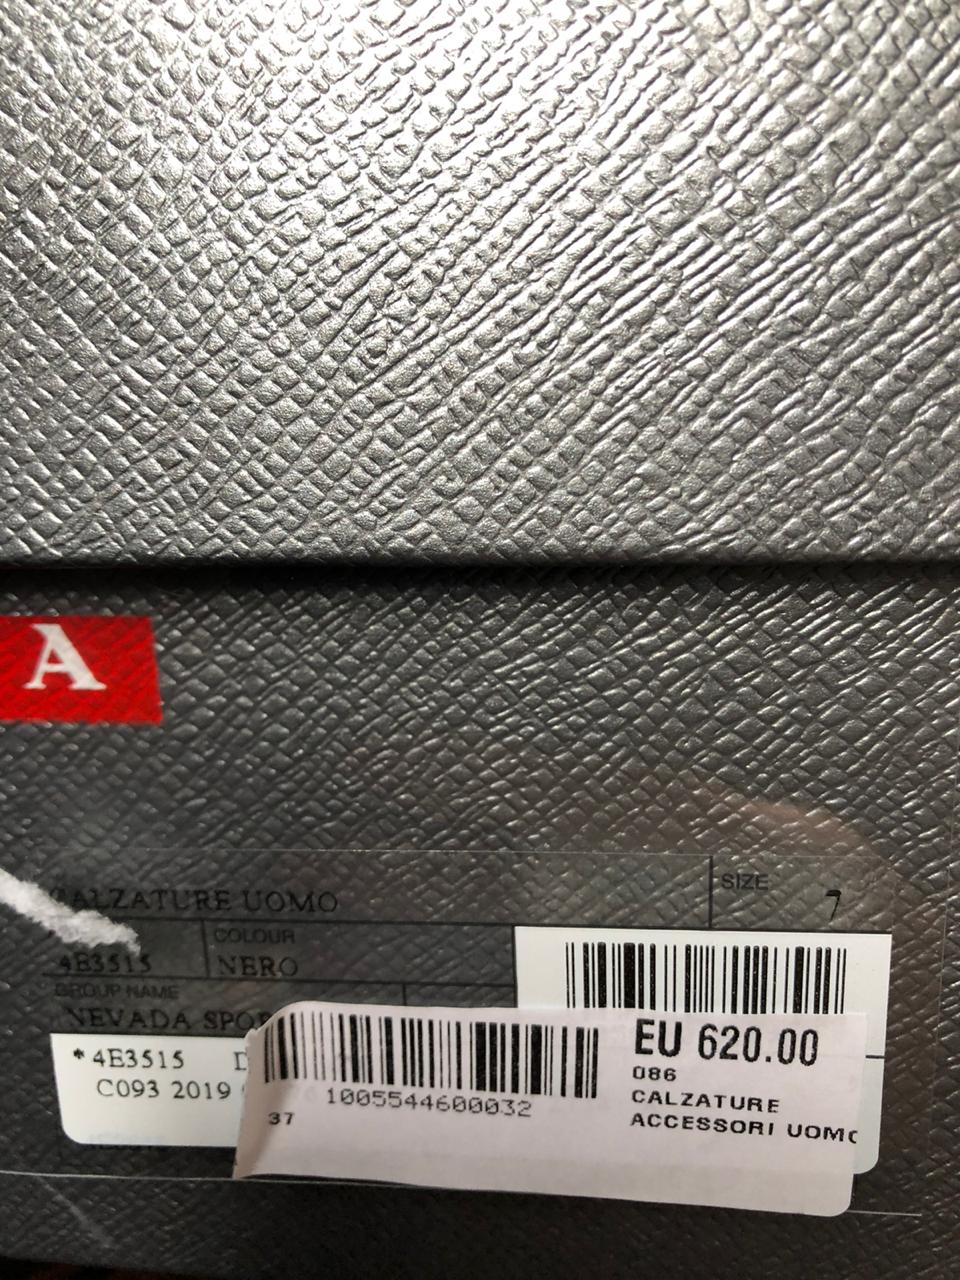 A
CALZATURE UOMO
SIZE 7
COLOUR
4E3515 NERO
GROUP NAME
NEVADA
*4E3515
C093 2019
EU 620.00
086
1005544600032
CALZATURE
37
ACCESSORI UOMO